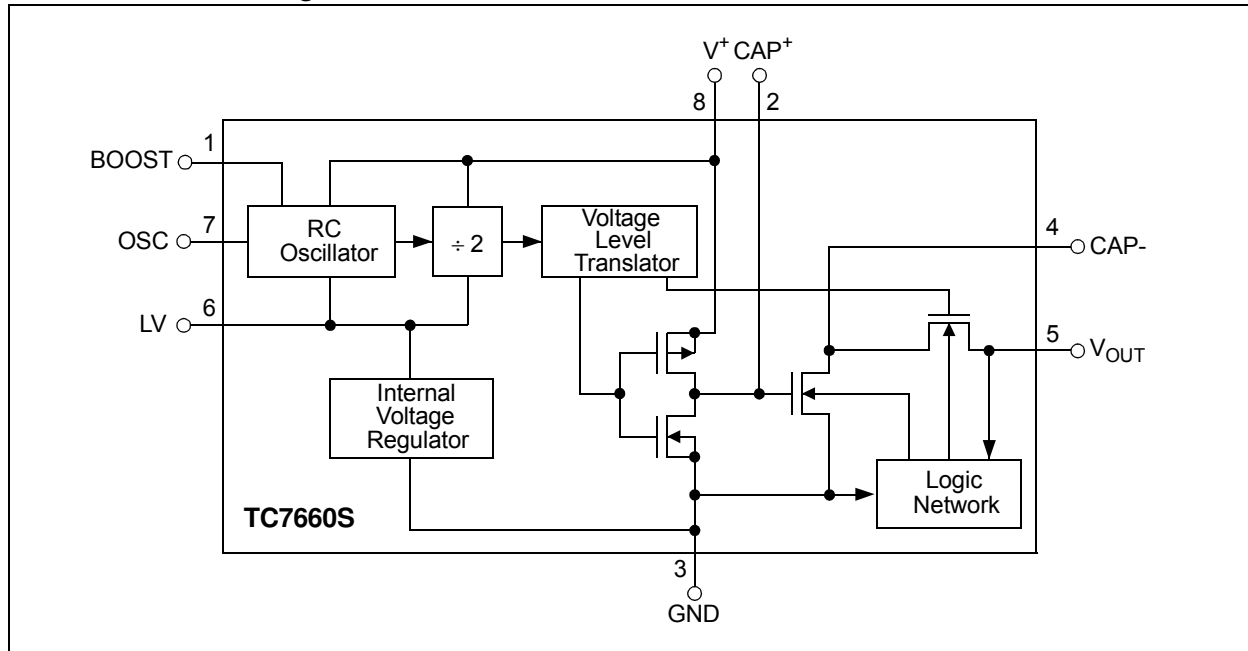 V+ CAP+
8 2
BOOST 1
OSC 7
RC
Oscillator
÷ 2
Voltage
Level
Translator
4 CAP-
LV 6
5 VOUT
Internal
Voltage
Regulator
Logic
Network
TC7660S
3
GND